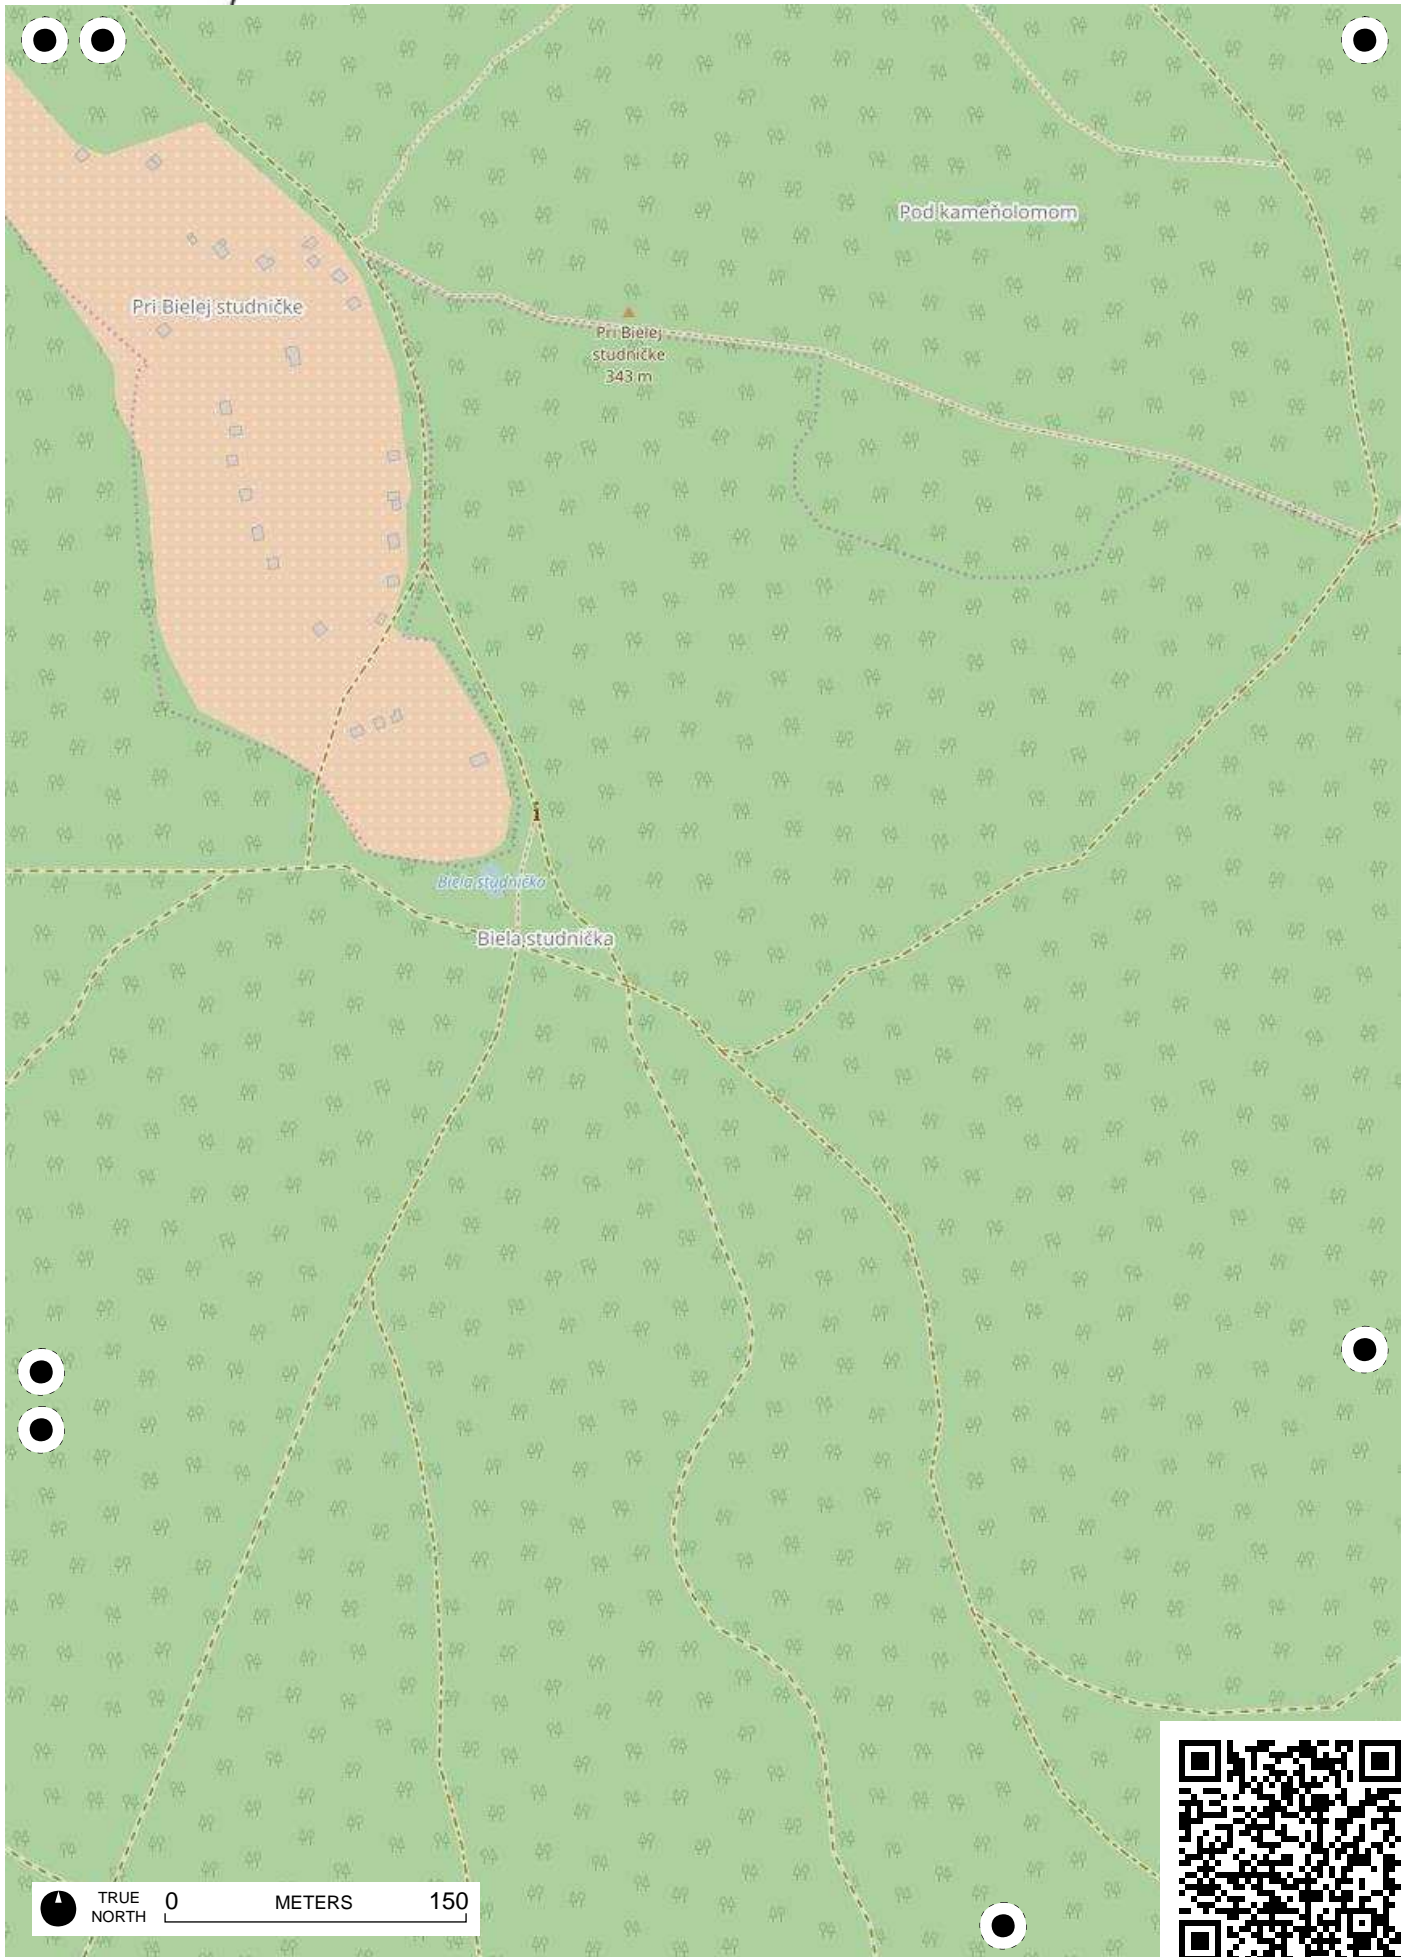 Pod kameňolomom
Pri Bielej studničke
Pri Bielej
studničke
343 m
Biela studnička
Biela studnička
TRUE
NORTH
0 METERS 150